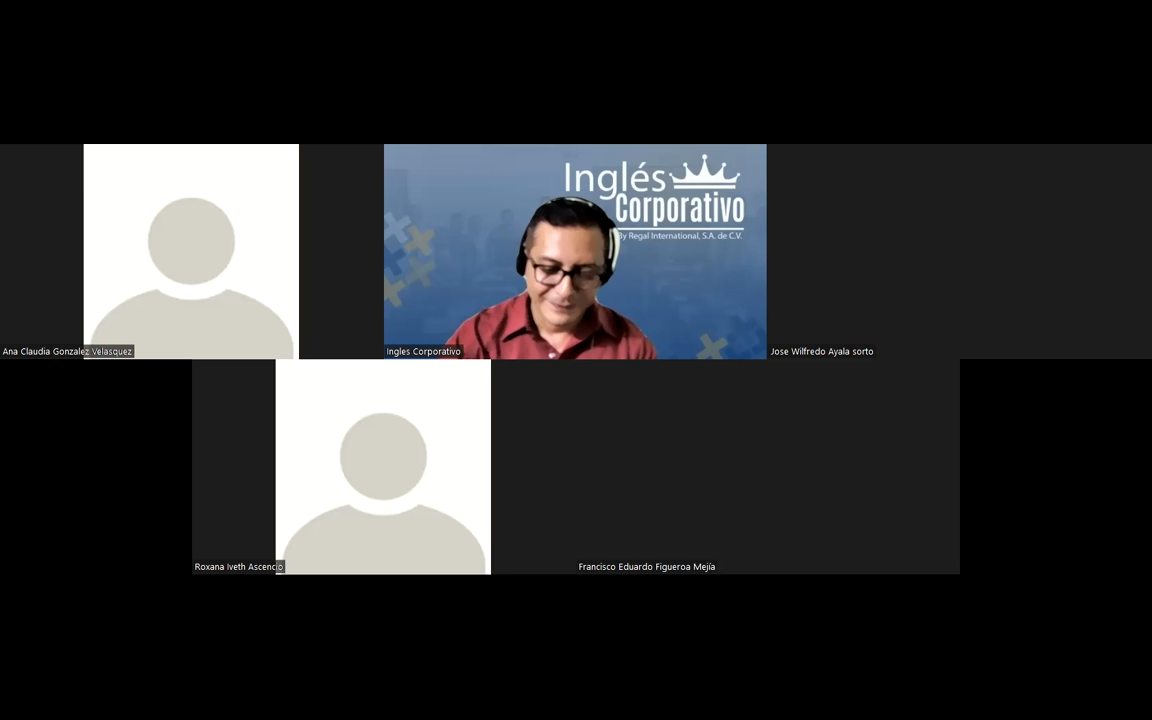 Inglés
Corporativo
By Regal International, S.A. de C.V.
Ana Claudia Gonzalez Velasquez
Ingles Corporativo
Jose Wilfredo Ayala sorto
Roxana Iveth Ascencio
Francisco Eduardo Figueroa Mejía